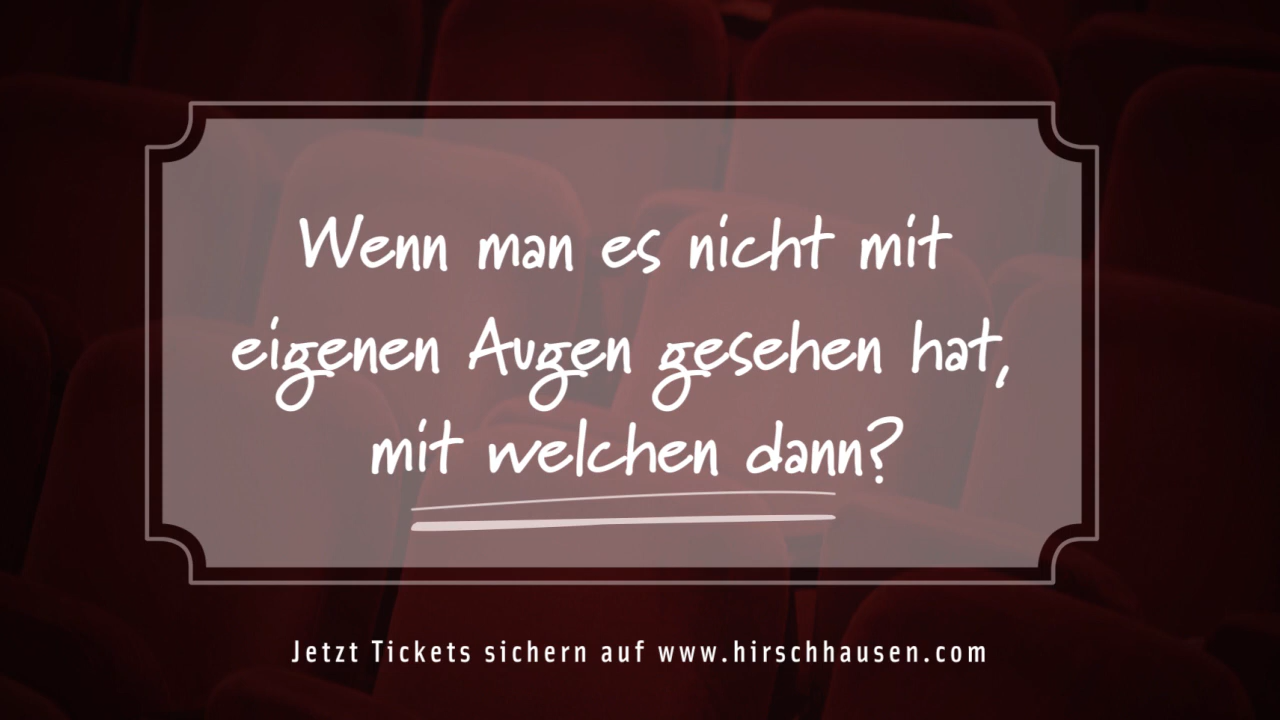 Wenn man es nicht mit
eigenen Augen gesehen hat,
mit welchen dann?
Jetzt Tickets sichern auf www.hirschhausen.com